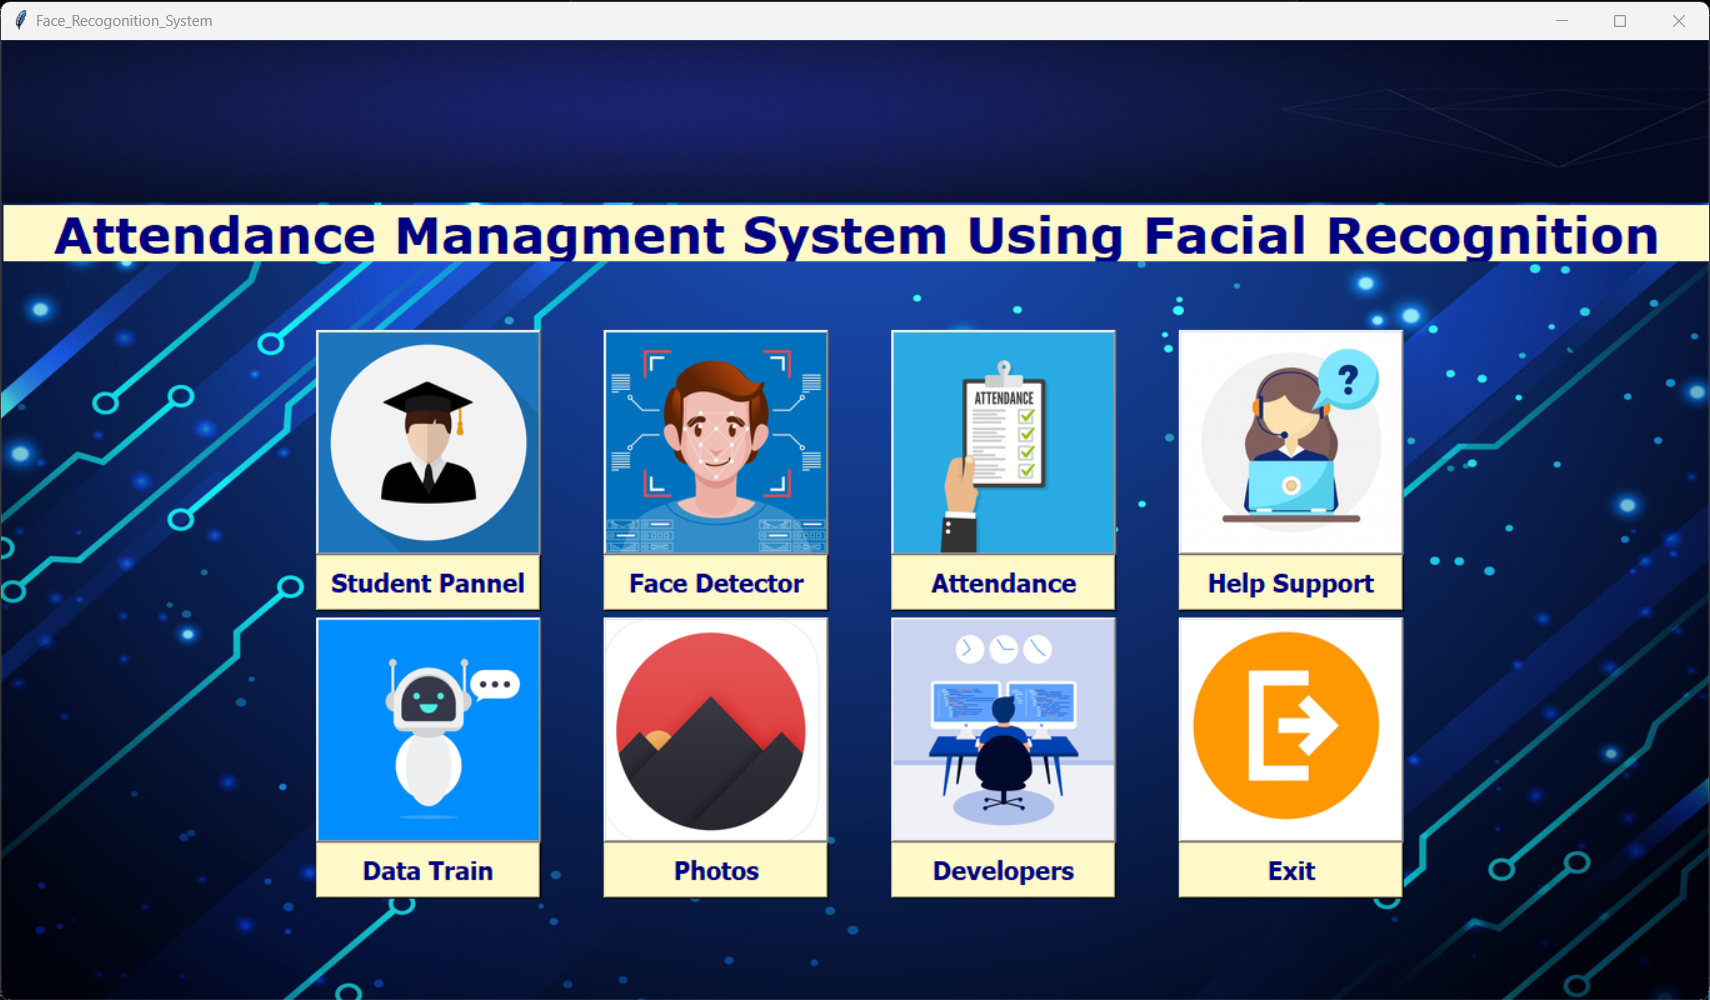 Face_Recogonition_System
Attendance Managment System Using Facial Recognition
ATTENDANCE
?
Student Pannel
Face Detector
Attendance
Help Support
Data Train
Photos
Developers
Exit